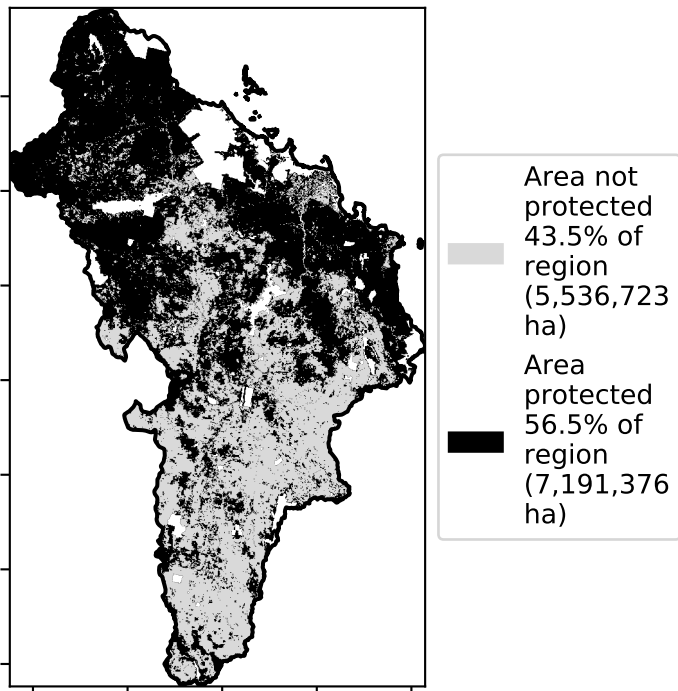 Area not
protected
43.5% of
region
(5,536,723
ha)
Area
protected
56.5% of
region
(7,191,376
ha)